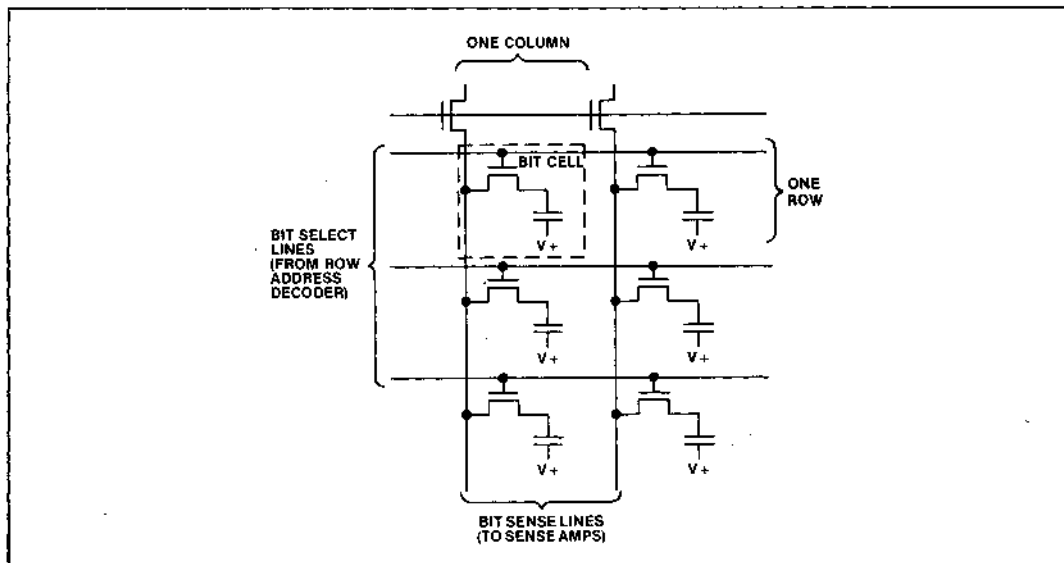 ONE COLUMN
BIT CELL
ONE
ROW
V+
V+
BIT SELECT
LINES
(FROM ROW
ADDRESS
DECODER)
V+
V+
V+
V+
BIT SENSE LINES
(TO SENSE AMPS)